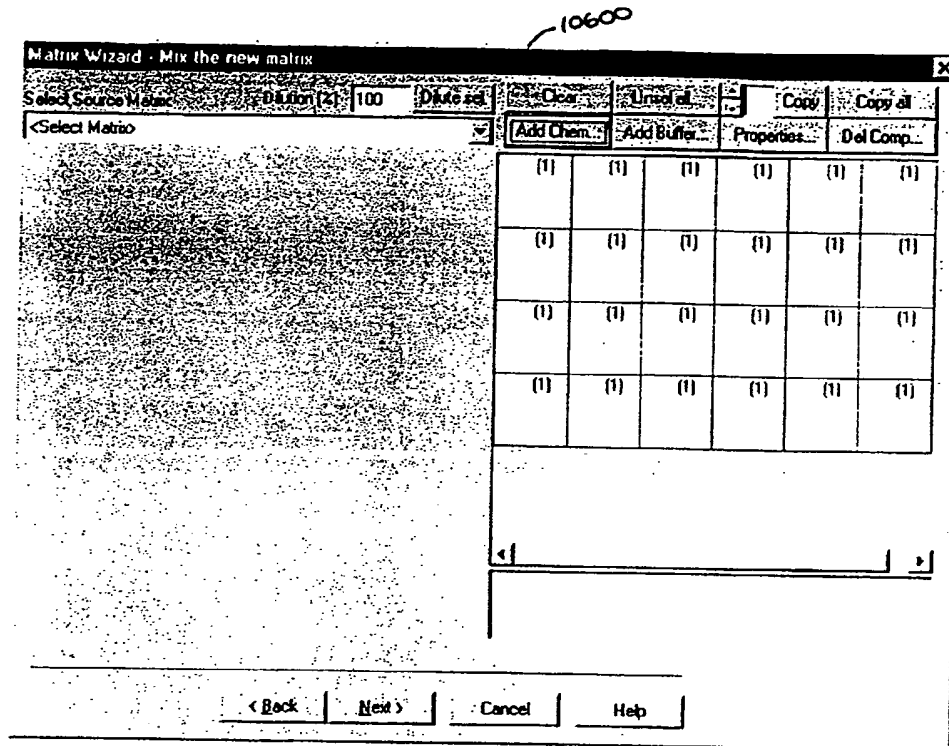 10600
Matrix Wizard - Mix the new matrix
Select Source Matrix Dilution [%] 100 Dilute sel. Clear Unsel all Copy Copy all
<Select Matrix> Add Chem... Add Buffer... Properties... Del Comp...
(1) (1) (1) (1) (1) (1)
(1) (1) (1) (1) (1) (1)
(1) (1) (1) (1) (1) (1)
(1) (1) (1) (1) (1) (1)
< Back Next > Cancel Help